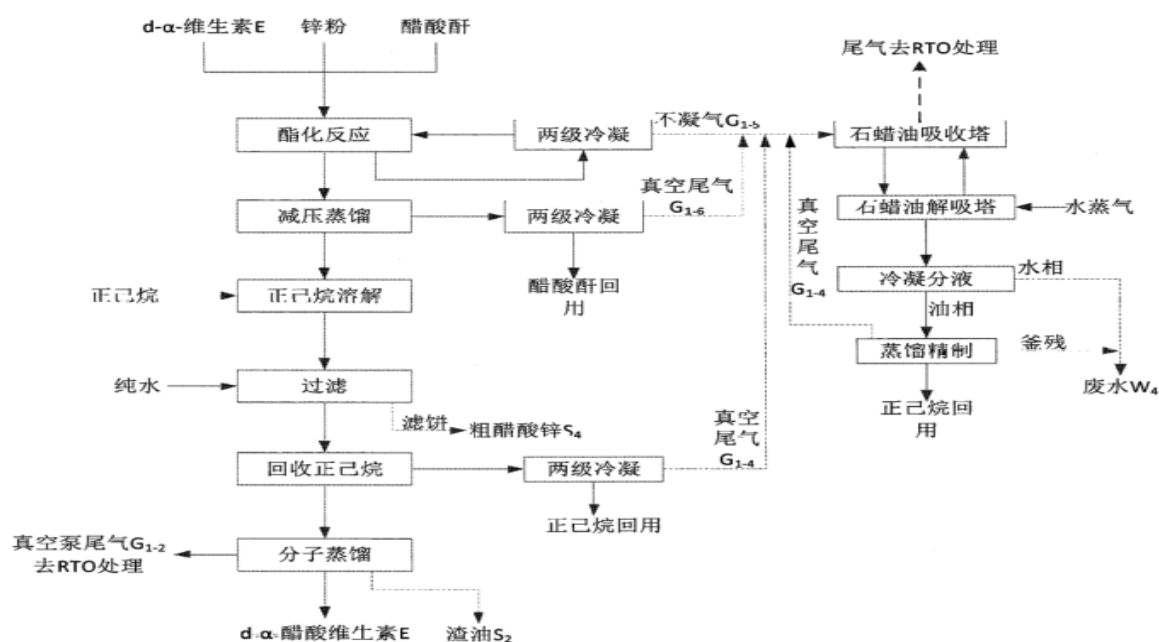 d-α-维生素E
锌粉
醋酸酐
尾气去RTO处理
酯化反应
两级冷凝
不凝气G1-5
石蜡油吸收塔
减压蒸馏
两级冷凝
真空尾气
G1-6
真
空
尾
气
G1-4
石蜡油解吸塔
水蒸气
正己烷
正己烷溶解
醋酸酐回
用
冷凝分液
水相
油相
蒸馏精制
釜残
纯水
过滤
废水W4
正己烷回
用
滤饼
粗醋酸锌S4
真空
尾气
G1-4
回收正己烷
两级冷凝
正己烷回用
真空泵尾气G1-2
去RTO处理
分子蒸馏
d-α-醋酸维生素E
渣油S2